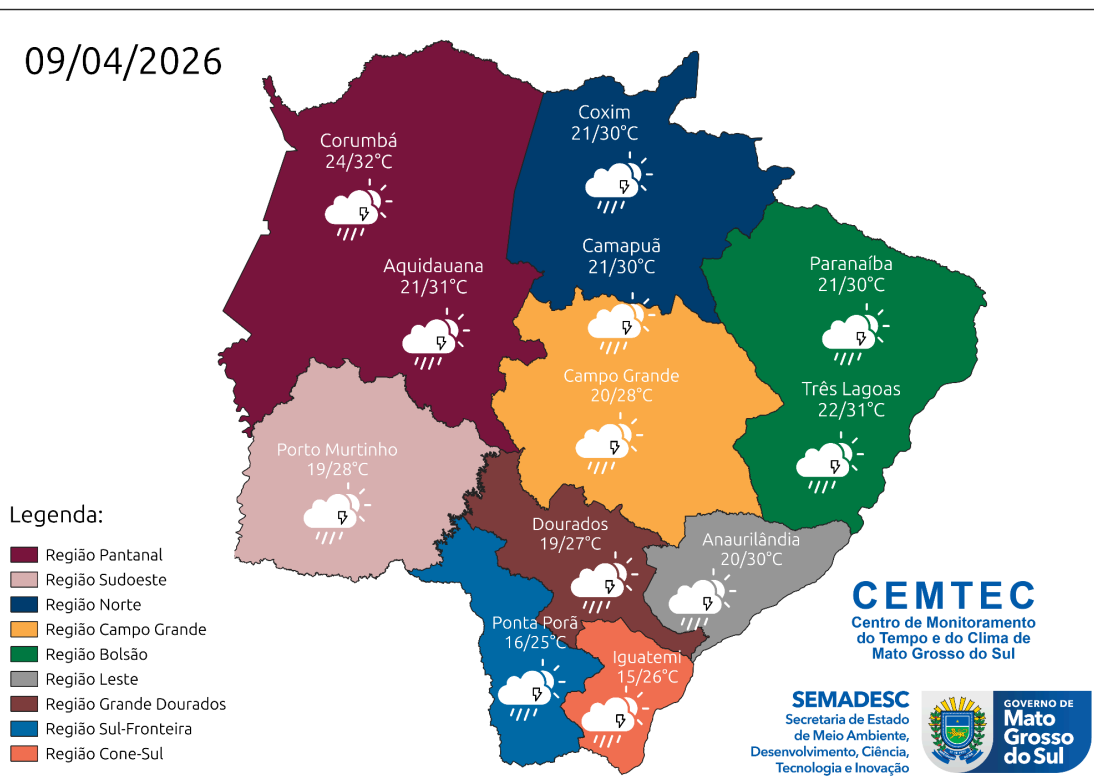 09/04/2026
Corumbá
24/32°C
Coxim
21/30°C
Aquidauana
21/31°C
Camapuã
21/30°C
Paranaíba
21/30°C
Campo Grande
20/28°C
Três Lagoas
22/31°C
Porto Murtinho
19/28°C
Dourados
19/27°C
Anaurilândia
20/30°C
Ponta Porã
16/25°C
Iguatemi
15/26°C
Legenda:
Região Pantanal
Região Sudoeste
Região Norte
Região Campo Grande
Região Bolsão
Região Leste
Região Grande Dourados
Região Sul-Fronteira
Região Cone-Sul
CEMTEC
Centro de Monitoramento
do Tempo e do Clima de
Mato Grosso do Sul
SEMADESC
Secretaria de Estado
de Meio Ambiente,
Desenvolvimento, Ciência,
Tecnologia e Inovação
GOVERNO DE
Mato
Grosso
do Sul